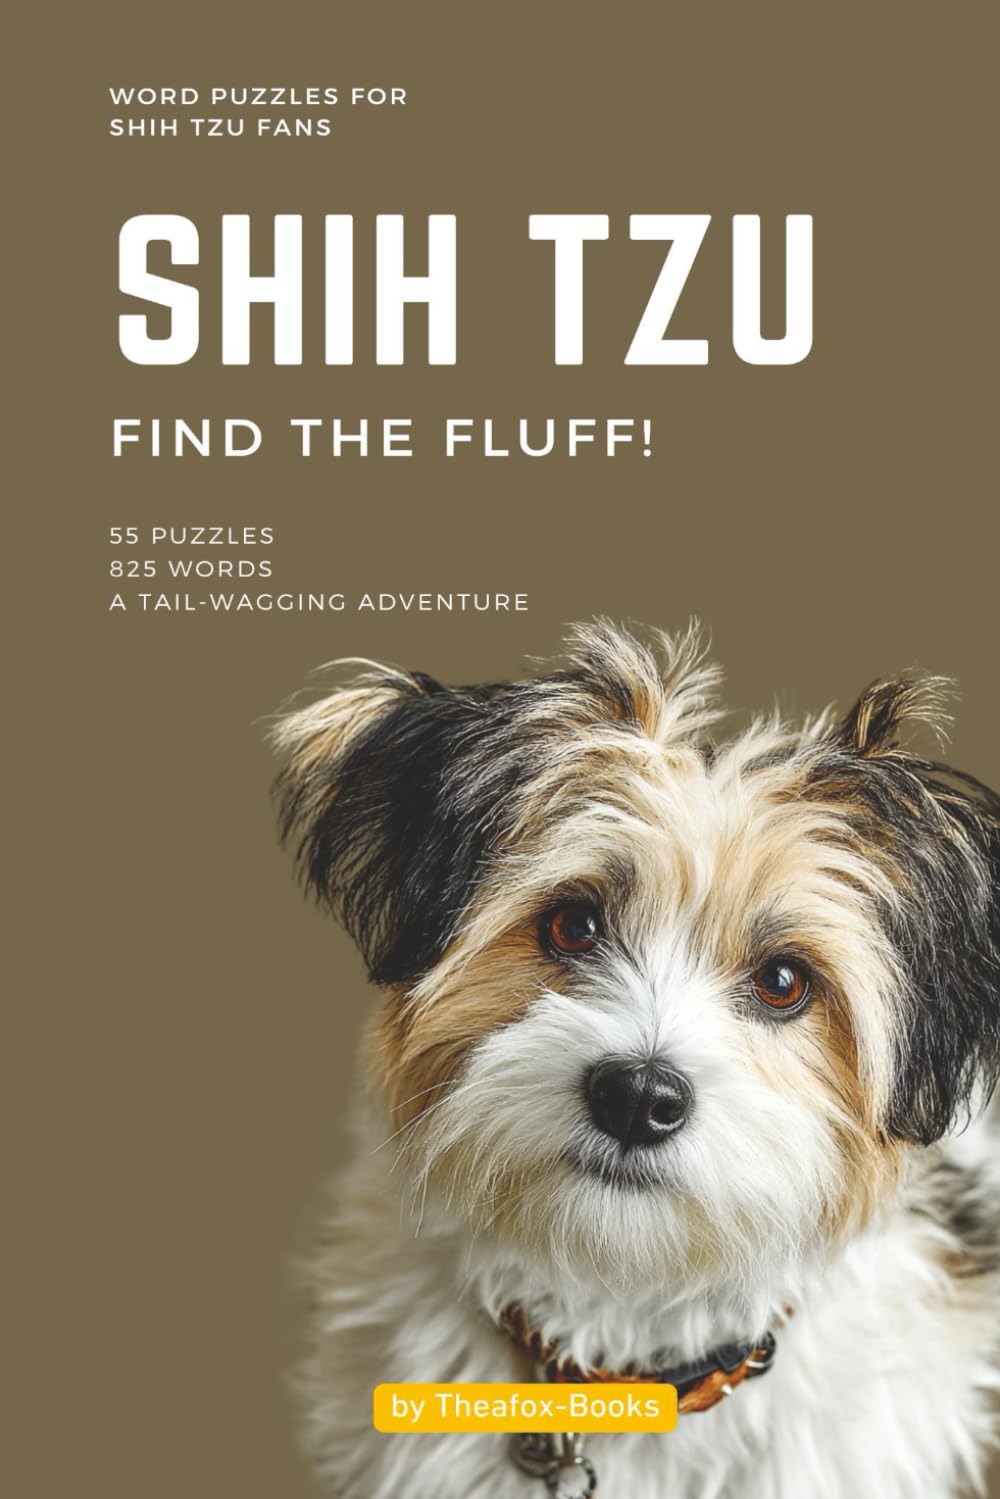 WORD PUZZLES FOR
SHIH TZU FANS
SHIH TZU
FIND THE FLUFF!
55 PUZZLES
825 WORDS
A TAIL-WAGGING ADVENTURE
by Theafox-Books